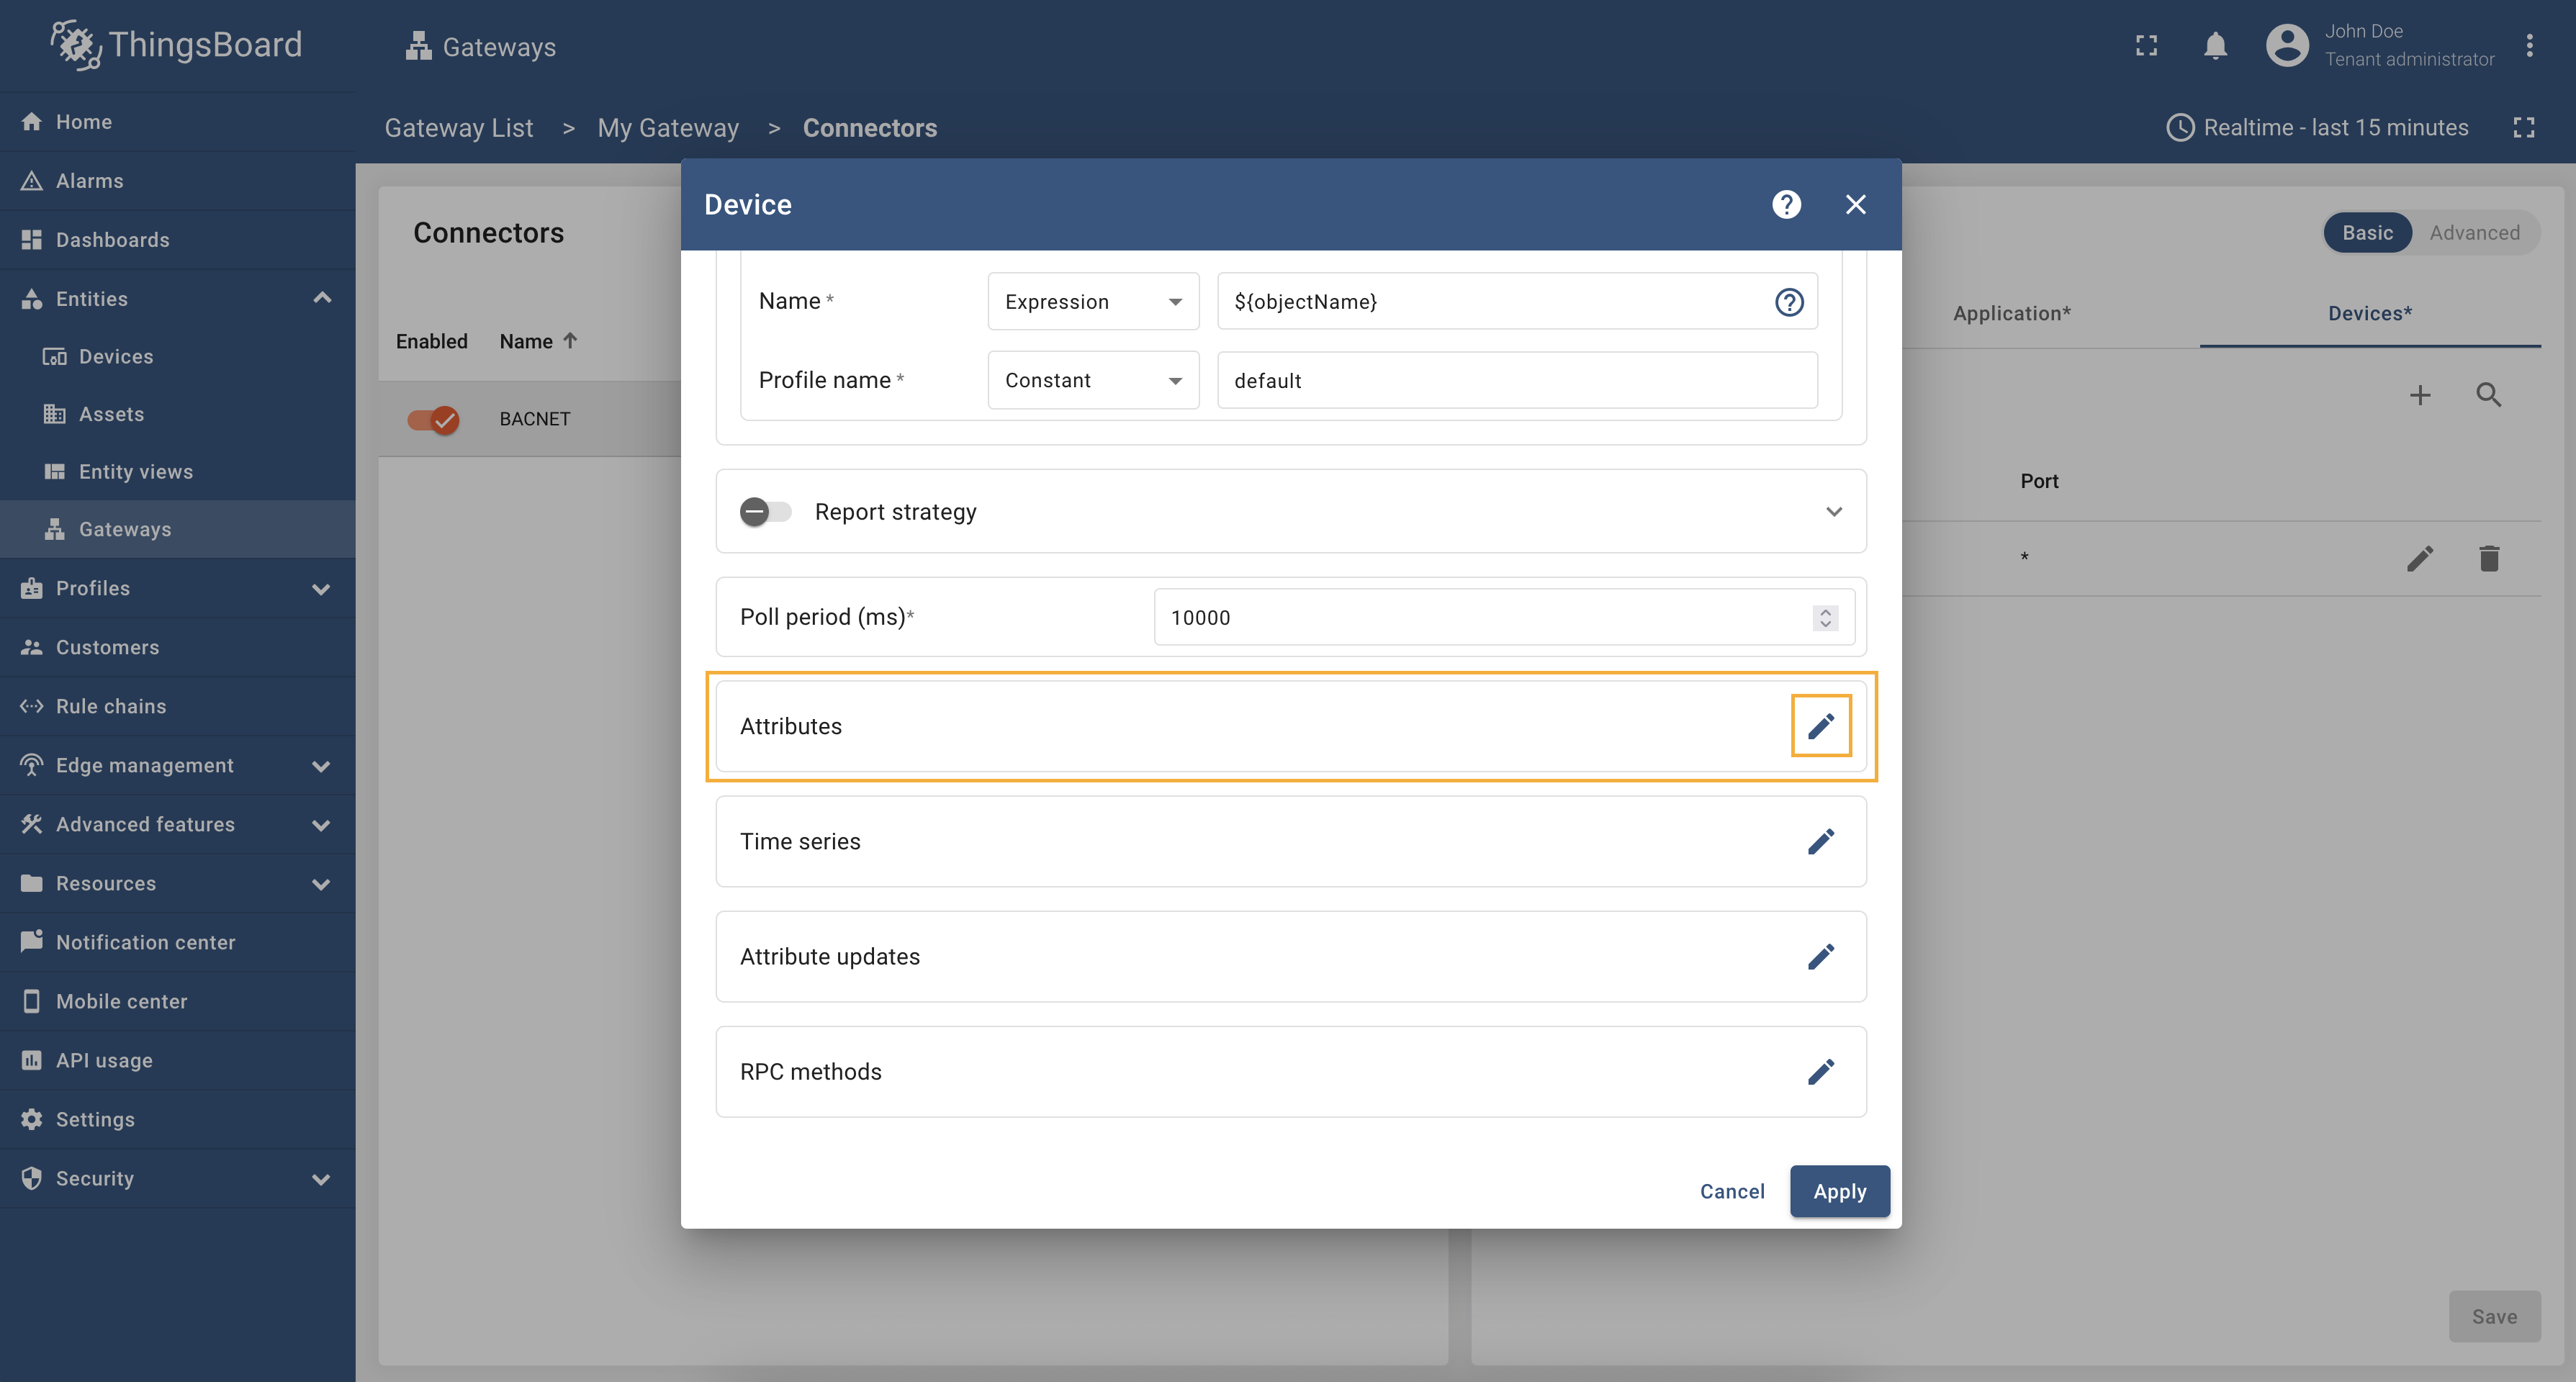 ThingsBoard
Gateways
John Doe
Tenant administrator
Gateway List > My Gateway > Connectors
Realtime - last 15 minutes
Home
Alarms
Dashboards
Entities
Devices
Assets
Entity views
Gateways
Profiles
Customers
Rule chains
Edge management
Advanced features
Resources
Notification center
Mobile center
API usage
Settings
Security
Connectors
Enabled Name
BACNET
Device
Name * Expression ${objectName}
Profile name * Constant default
Report strategy
Poll period (ms)* 10000
Attributes
Time series
Attribute updates
RPC methods
Cancel Apply
Basic Advanced
Application* Devices*
Port
*
Save